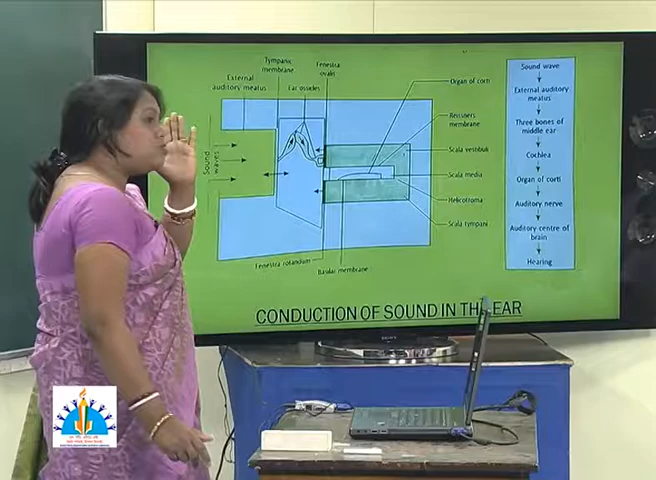 Tympanic
membrane
Fenestra
ovalis
External
auditory meatus
Ear ossicles
Organ of corti
Reissner's
membrane
Scala vestibuli
Scala media
Helicotrema
Scala tympani
Sound
waves
Fenestra rotandum
Basilar membrane
Sound wave
External auditory
meatus
Three bones of
middle ear
Cochlea
Organ of corti
Auditory nerve
Auditory centre of
brain
Hearing
CONDUCTION OF SOUND IN THE EAR